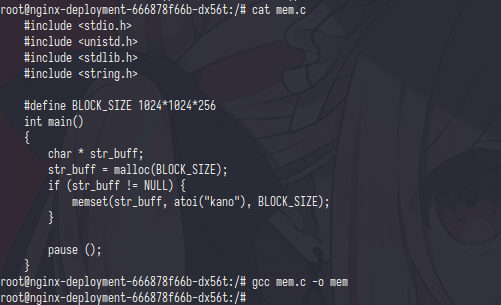 root@nginx-deployment-666878f66b-dx56t:/# cat mem.c
#include <stdio.h>
#include <unistd.h>
#include <stdlib.h>
#include <string.h>
#define BLOCK_SIZE 1024*1024*256
int main()
{
char * str_buff;
str_buff = malloc(BLOCK_SIZE);
if (str_buff != NULL) {
memset(str_buff, atoi("kano"), BLOCK_SIZE);
}
pause ();
}
root@nginx-deployment-666878f66b-dx56t:/# gcc mem.c -o mem
root@nginx-deployment-666878f66b-dx56t:/#